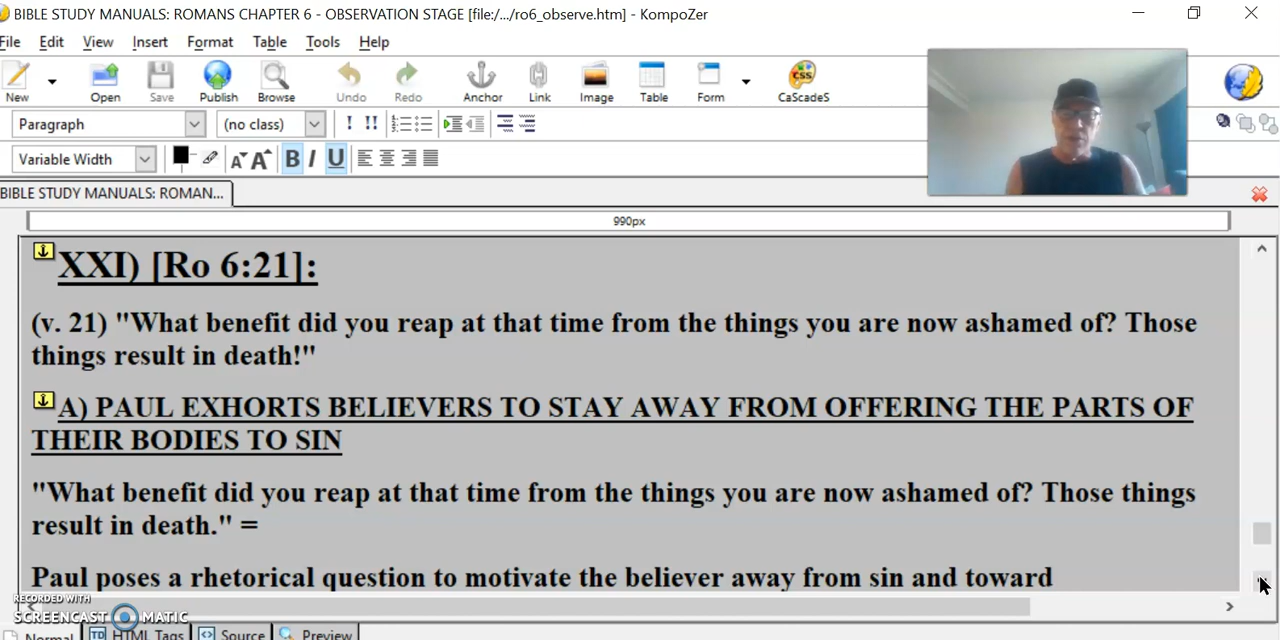 BIBLE STUDY MANUALS: ROMANS CHAPTER 6 - OBSERVATION STAGE [file:/.../ro6_observe.htm] - KompoZer
File Edit View Insert Format Table Tools Help
New Open Save Publish Browse Undo Redo Anchor Link Image Table Form CaScadeS
Paragraph (no class) ! !!
Variable Width A A B I U
BIBLE STUDY MANUALS: ROMAN...
990px
XXI) [Ro 6:21]:
(v. 21) "What benefit did you reap at that time from the things you are now ashamed of? Those
things result in death!"
A) PAUL EXHORTS BELIEVERS TO STAY AWAY FROM OFFERING THE PARTS OF
THEIR BODIES TO SIN
"What benefit did you reap at that time from the things you are now ashamed of? Those things
result in death." =
Paul poses a rhetorical question to motivate the believer away from sin and toward
RECORDED WITH
SCREENCAST MATIC
Normal TD HTML Tags <> Source Preview